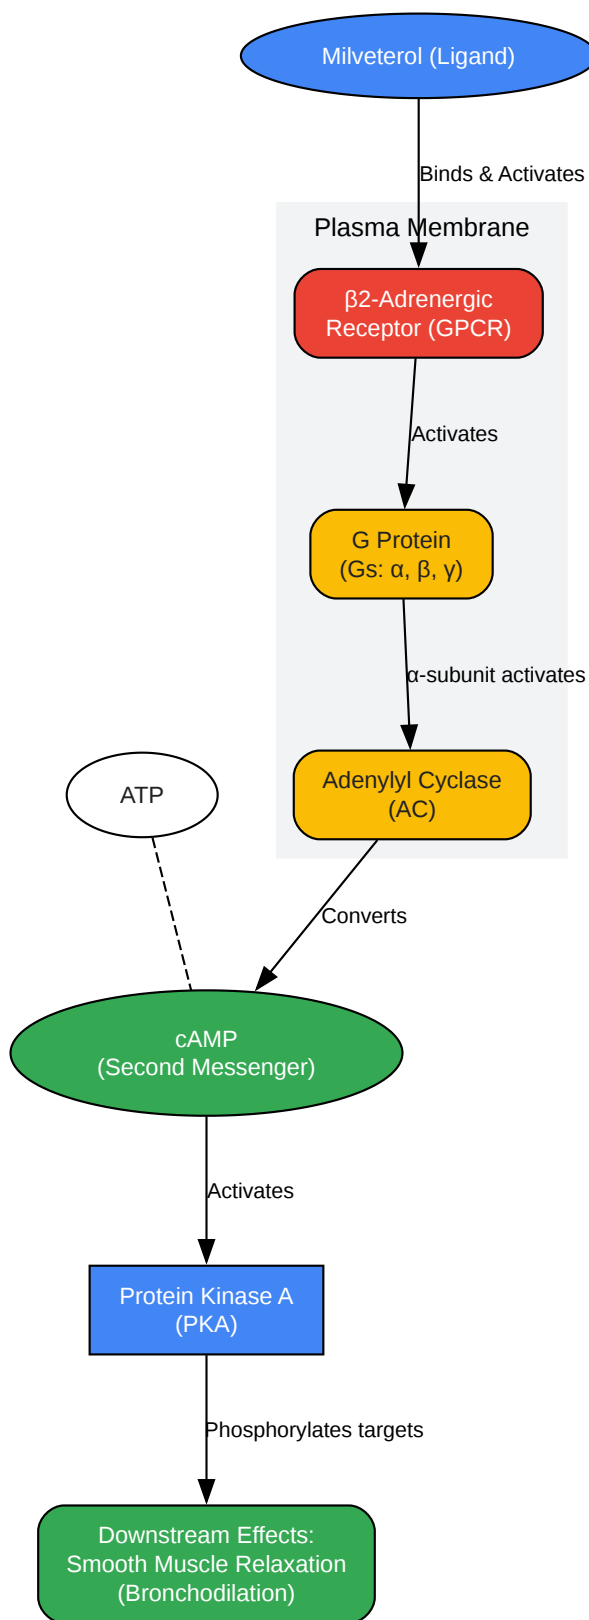 Milveterol (Ligand)
Binds & Activates
Plasma Membrane
β2-Adrenergic
Receptor (GPCR)
Activates
G Protein
(Gs: α, β, γ)
α-subunit activates
Adenylyl Cyclase
(AC)
ATP
Converts
cAMP
(Second Messenger)
Activates
Protein Kinase A
(PKA)
Phosphorylates targets
Downstream Effects:
Smooth Muscle Relaxation
(Bronchodilation)